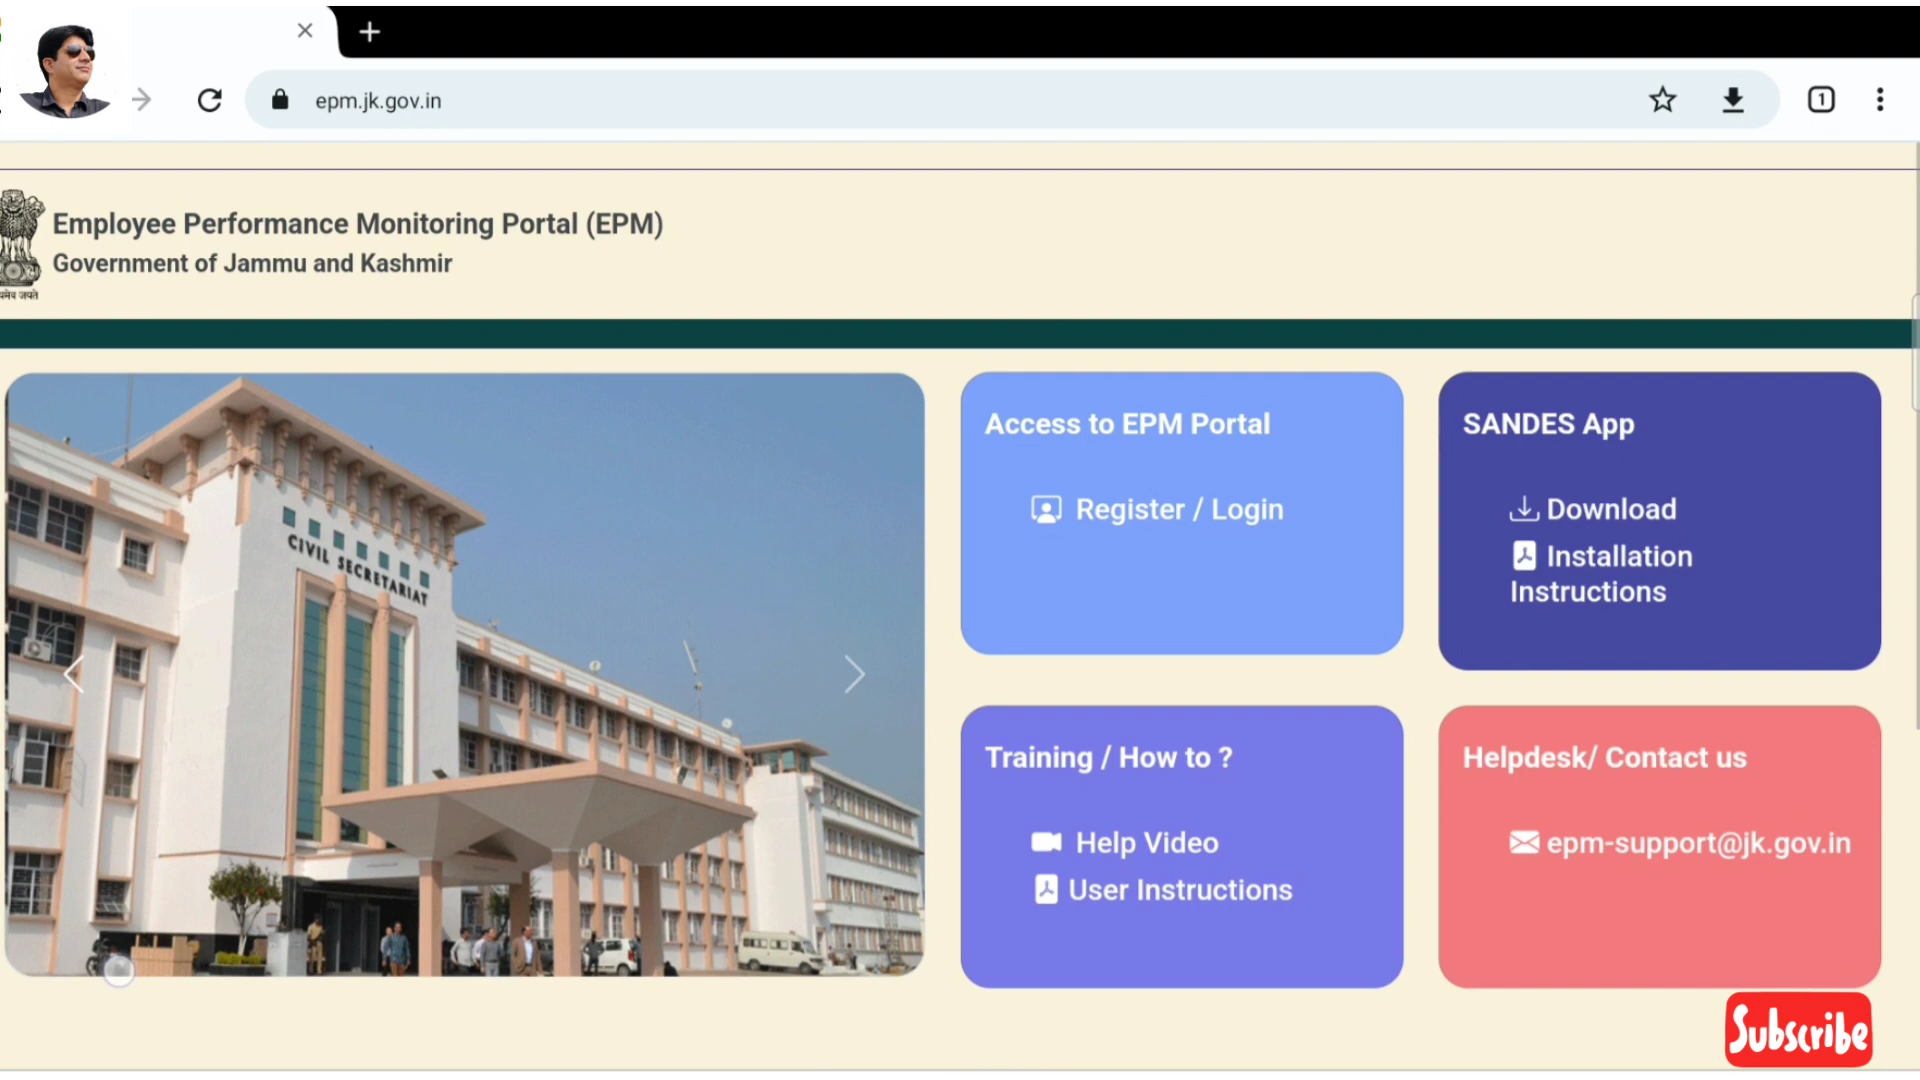 epm.jk.gov.in
1
Employee Performance Monitoring Portal (EPM)
Government of Jammu and Kashmir
जयते
CIVIL SECRETARIAT
Access to EPM Portal
Register / Login
SANDES App
Download
Installation
Instructions
Training / How to ?
Help Video
User Instructions
Helpdesk/ Contact us
epm-support@jk.gov.in
Subscribe